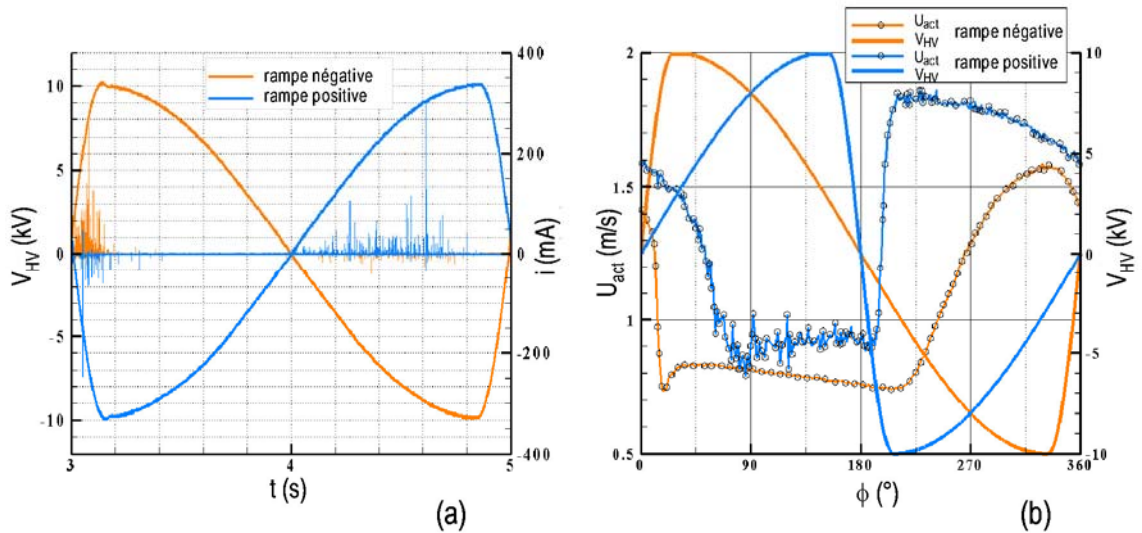 V_HV (kV)
10
5
0
-5
-10
rampe négative
rampe positive
400
200
0
-200
-400
i (mA)
3
4
5
t (s)
(a)
U_act
V_HV
rampe négative
U_act
V_HV
rampe positive
U_act (m/s)
2
1.5
1
0.5
10
5
0
-5
-10
V_HV (kV)
0
90
180
270
360
ϕ (°)
(b)